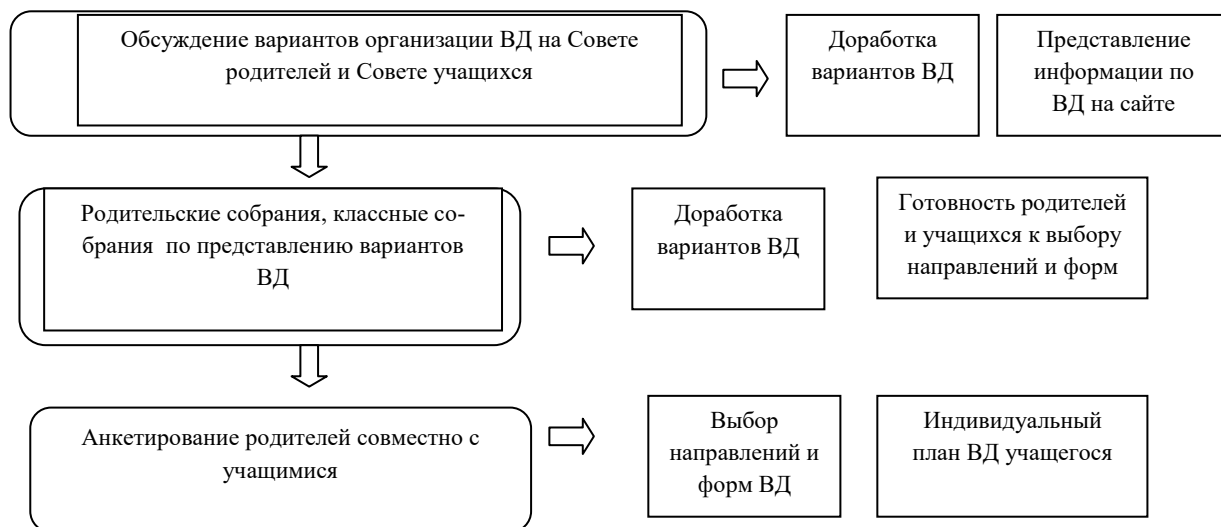 Обсуждение вариантов организации ВД на Совете
родителей и Совете учащихся
Доработка
вариантов ВД
Представление
информации по
ВД на сайте
Родительские собрания, классные со-
брания по представлению вариантов
ВД
Доработка
вариантов ВД
Готовность родителей
и учащихся к выбору
направлений и форм
Анкетирование родителей совместно с
учащимися
Выбор
направлений и
форм ВД
Индивидуальный
план ВД учащегося